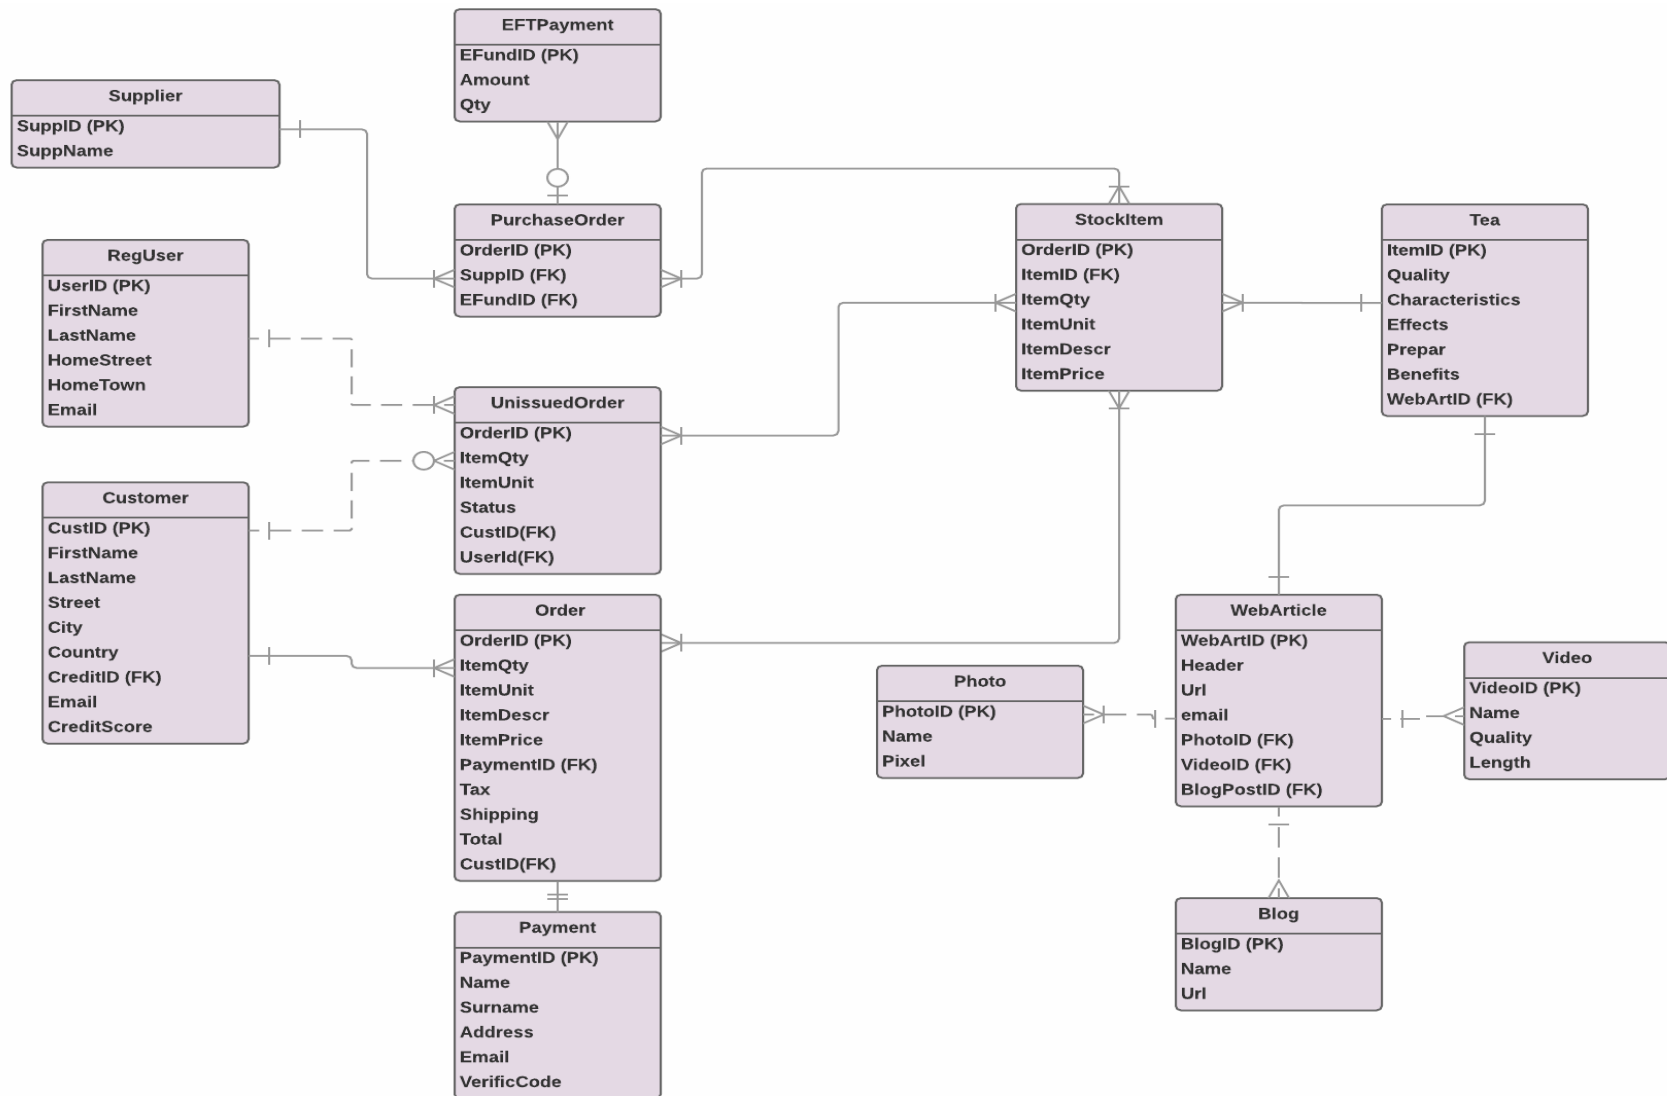 EFTPayment
EFundID (PK)
Amount
Qty
Supplier
SuppID (PK)
SuppName
PurchaseOrder
OrderID (PK)
SuppID (FK)
EFundID (FK)
StockItem
OrderID (PK)
ItemID (FK)
ItemQty
ItemUnit
ItemDescr
ItemPrice
Tea
ItemID (PK)
Quality
Characteristics
Effects
Prepar
Benefits
WebArtID (FK)
RegUser
UserID (PK)
FirstName
LastName
HomeStreet
HomeTown
Email
UnissuedOrder
OrderID (PK)
ItemQty
ItemUnit
Status
CustID(FK)
UserId(FK)
Customer
CustID (PK)
FirstName
LastName
Street
City
Country
CreditID (FK)
Email
CreditScore
Order
OrderID (PK)
ItemQty
ItemUnit
ItemDescr
ItemPrice
PaymentID (FK)
Tax
Shipping
Total
CustID(FK)
WebArticle
WebArtID (PK)
Header
Url
email
PhotoID (FK)
VideoID (FK)
BlogPostID (FK)
Photo
PhotoID (PK)
Name
Pixel
Video
VideoID (PK)
Name
Quality
Length
Blog
BlogID (PK)
Name
Url
Payment
PaymentID (PK)
Name
Surname
Address
Email
VerificCode